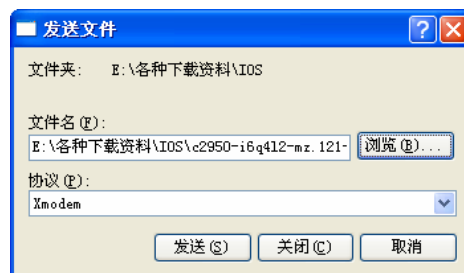 发送文件
文件夹: E:\各种下载资料\IOS
文件名(F):
E:\各种下载资料\IOS\c2950-i6q4l2-mz.121- 浏览(B)...
协议(P):
Xmodem
发送(S) 关闭(C) 取消